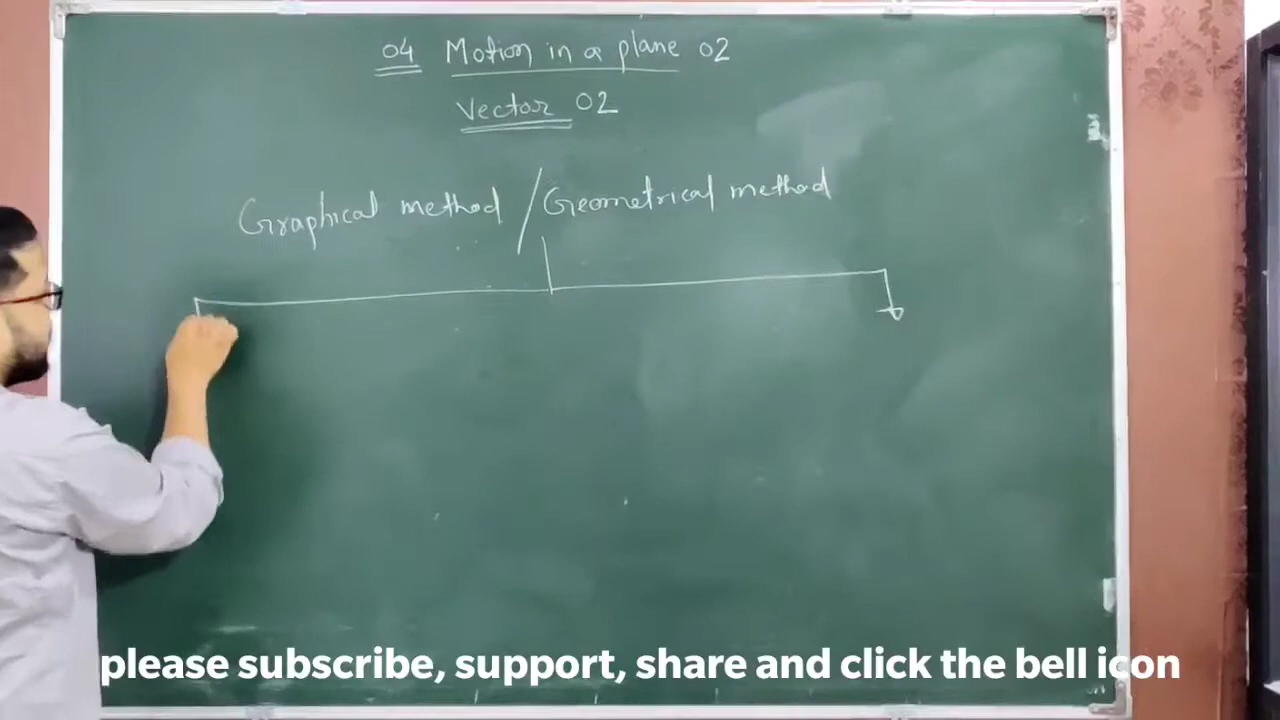 04 Motion in a plane 02
Vector 02
Graphical method / Geometrical method
please subscribe, support, share and click the bell icon